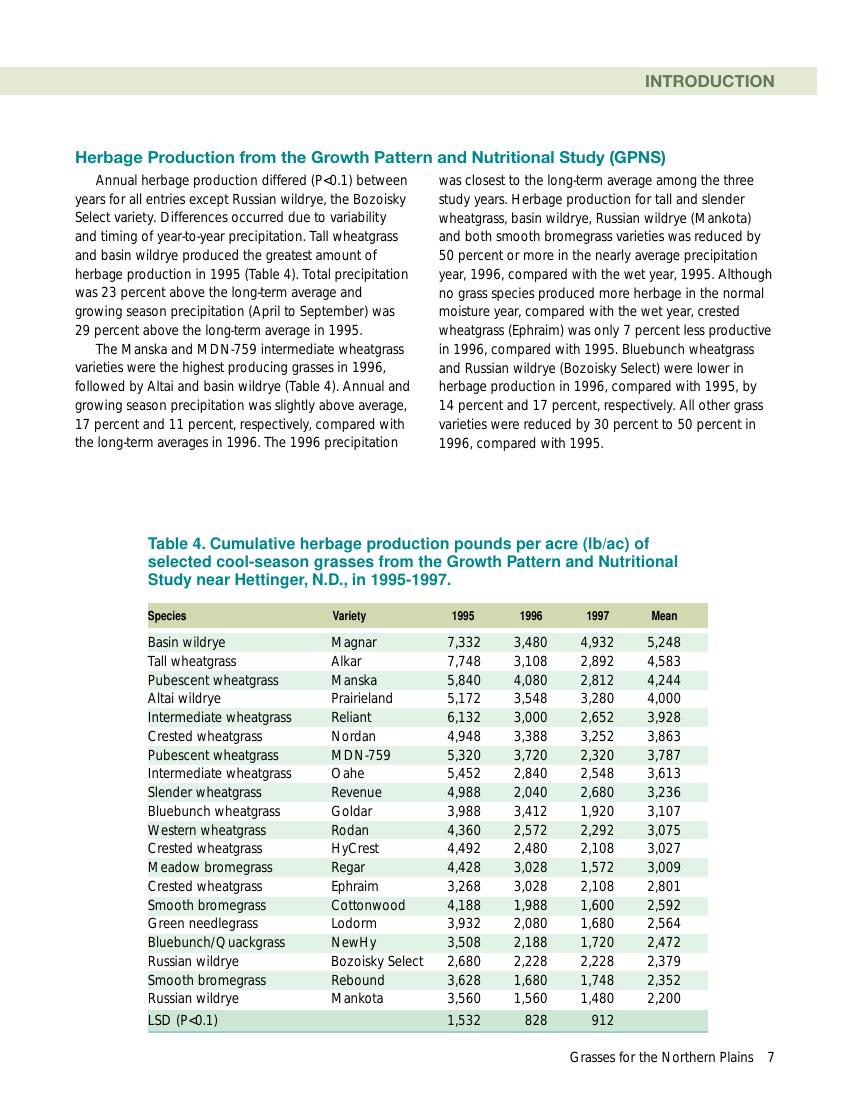 INTRODUCTION
Herbage Production from the Growth Pattern and Nutritional Study (GPNS)
Annual herbage production differed (P<0.1) between
years for all entries except Russian wildrye, the Bozoisky
Select variety. Differences occurred due to variability
and timing of year-to-year precipitation. Tall wheatgrass
and basin wildrye produced the greatest amount of
herbage production in 1995 (Table 4). Total precipitation
was 23 percent above the long-term average and
growing season precipitation (April to September) was
29 percent above the long-term average in 1995.
The Manska and MDN-759 intermediate wheatgrass
varieties were the highest producing grasses in 1996,
followed by Altai and basin wildrye (Table 4). Annual and
growing season precipitation was slightly above average,
17 percent and 11 percent, respectively, compared with
the long-term averages in 1996. The 1996 precipitation
was closest to the long-term average among the three
study years. Herbage production for tall and slender
wheatgrass, basin wildrye, Russian wildrye (Mankota)
and both smooth bromegrass varieties was reduced by
50 percent or more in the nearly average precipitation
year, 1996, compared with the wet year, 1995. Although
no grass species produced more herbage in the normal
moisture year, compared with the wet year, crested
wheatgrass (Ephraim) was only 7 percent less productive
in 1996, compared with 1995. Bluebunch wheatgrass
and Russian wildrye (Bozoisky Select) were lower in
herbage production in 1996, compared with 1995, by
14 percent and 17 percent, respectively. All other grass
varieties were reduced by 30 percent to 50 percent in
1996, compared with 1995.
Table 4. Cumulative herbage production pounds per acre (lb/ac) of
selected cool-season grasses from the Growth Pattern and Nutritional
Study near Hettinger, N.D., in 1995-1997.
Species Variety 1995 1996 1997 Mean
Basin wildrye Magnar 7,332 3,480 4,932 5,248
Tall wheatgrass Alkar 7,748 3,108 2,892 4,583
Pubescent wheatgrass Manska 5,840 4,080 2,812 4,244
Altai wildrye Prairieland 5,172 3,548 3,280 4,000
Intermediate wheatgrass Reliant 6,132 3,000 2,652 3,928
Crested wheatgrass Nordan 4,948 3,388 3,252 3,863
Pubescent wheatgrass MDN-759 5,320 3,720 2,320 3,787
Intermediate wheatgrass Oahe 5,452 2,840 2,548 3,613
Slender wheatgrass Revenue 4,988 2,040 2,680 3,236
Bluebunch wheatgrass Goldar 3,988 3,412 1,920 3,107
Western wheatgrass Rodan 4,360 2,572 2,292 3,075
Crested wheatgrass HyCrest 4,492 2,480 2,108 3,027
Meadow bromegrass Regar 4,428 3,028 1,572 3,009
Crested wheatgrass Ephraim 3,268 3,028 2,108 2,801
Smooth bromegrass Cottonwood 4,188 1,988 1,600 2,592
Green needlegrass Lodorm 3,932 2,080 1,680 2,564
Bluebunch/Quackgrass NewHy 3,508 2,188 1,720 2,472
Russian wildrye Bozoisky Select 2,680 2,228 2,228 2,379
Smooth bromegrass Rebound 3,628 1,680 1,748 2,352
Russian wildrye Mankota 3,560 1,560 1,480 2,200
LSD (P<0.1) 1,532 828 912
Grasses for the Northern Plains 7